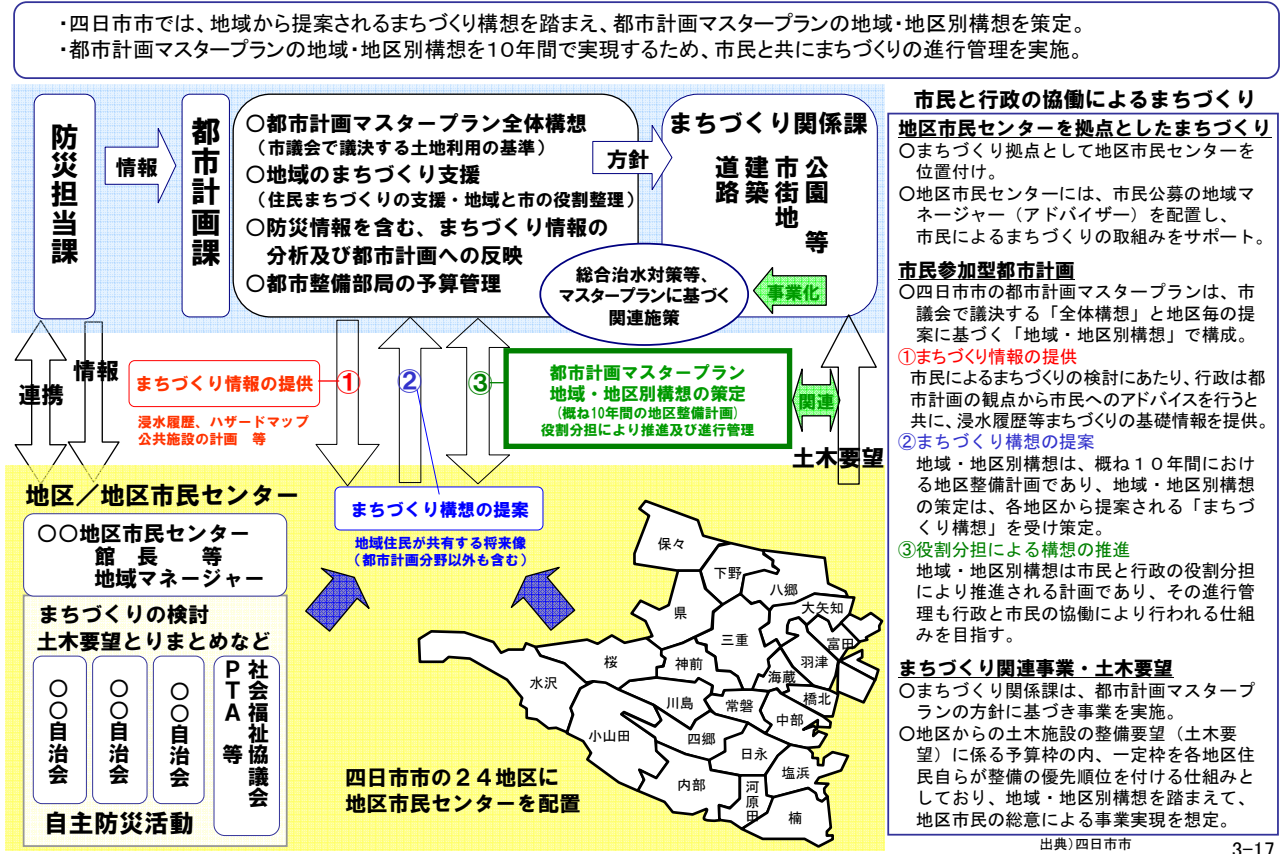 ・四日市市では、地域から提案されるまちづくり構想を踏まえ、都市計画マスタープランの地域・地区別構想を策定。
・都市計画マスタープランの地域・地区別構想を10年間で実現するため、市民と共にまちづくりの進行管理を実施。
防災担当課
情報
都市計画課
○都市計画マスタープラン全体構想
（市議会で議決する土地利用の基準）
○地域のまちづくり支援
（住民まちづくりの支援・地域と市の役割整理）
○防災情報を含む、まちづくり情報の
分析及び都市計画への反映
○都市整備部局の予算管理
方針
まちづくり関係課
道路
建築
市街地
公園
等
総合治水対策等、
マスタープランに基づく
関連施策
事業化
連携
情報
まちづくり情報の提供
①
浸水履歴、ハザードマップ
公共施設の計画　等
②
③
都市計画マスタープラン
地域・地区別構想の策定
（概ね10年間の地区整備計画）
役割分担により推進及び進行管理
関連
土木要望
地区／地区市民センター
○○地区市民センター
館　長　　等
地域マネージャー
まちづくりの検討
土木要望とりまとめなど
○○自治会
○○自治会
○○自治会
社会福祉協議会
ＰＴＡ　等
自主防災活動
まちづくり構想の提案
地域住民が共有する将来像
（都市計画分野以外も含む）
四日市市の２４地区に
地区市民センターを配置
保々
下野
八郷
大矢知
県
三重
富田
羽津
桜
神前
海蔵
水沢
橋北
川島
常磐
中部
小山田
四郷
日永
塩浜
内部
河原田
楠
市民と行政の協働によるまちづくり
地区市民センターを拠点としたまちづくり
○まちづくり拠点として地区市民センターを
位置付け。
○地区市民センターには、市民公募の地域マ
ネージャー（アドバイザー）を配置し、
市民によるまちづくりの取組みをサポート。
市民参加型都市計画
○四日市市の都市計画マスタープランは、市
議会で議決する「全体構想」と地区毎の提
案に基づく「地域・地区別構想」で構成。
①まちづくり情報の提供
市民によるまちづくりの検討にあたり、行政は都
市計画の観点から市民へのアドバイスを行うと
共に、浸水履歴等まちづくりの基礎情報を提供。
②まちづくり構想の提案
地域・地区別構想は、概ね１０年間におけ
る地区整備計画であり、地域・地区別構想
の策定は、各地区から提案される「まちづ
くり構想」を受け策定。
③役割分担による構想の推進
地域・地区別構想は市民と行政の役割分担
により推進される計画であり、その進行管
理も行政と市民の協働により行われる仕組
みを目指す。
まちづくり関連事業・土木要望
○まちづくり関係課は、都市計画マスタープ
ランの方針に基づき事業を実施。
○地区からの土木施設の整備要望（土木要
望）に係る予算枠の内、一定枠を各地区住
民自らが整備の優先順位を付ける仕組みと
しており、地域・地区別構想を踏まえて、
地区市民の総意による事業実現を想定。
出典）四日市市
3-17